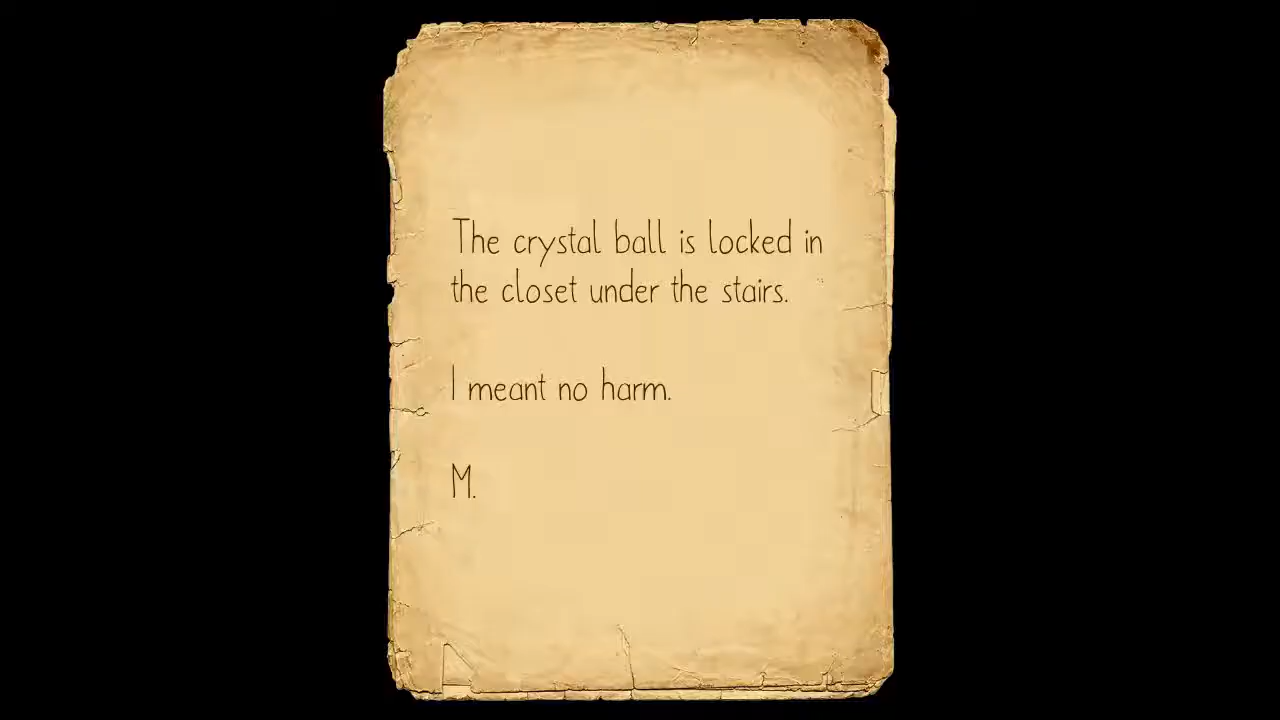 The crystal ball is locked in
the closet under the stairs.
I meant no harm.
M.